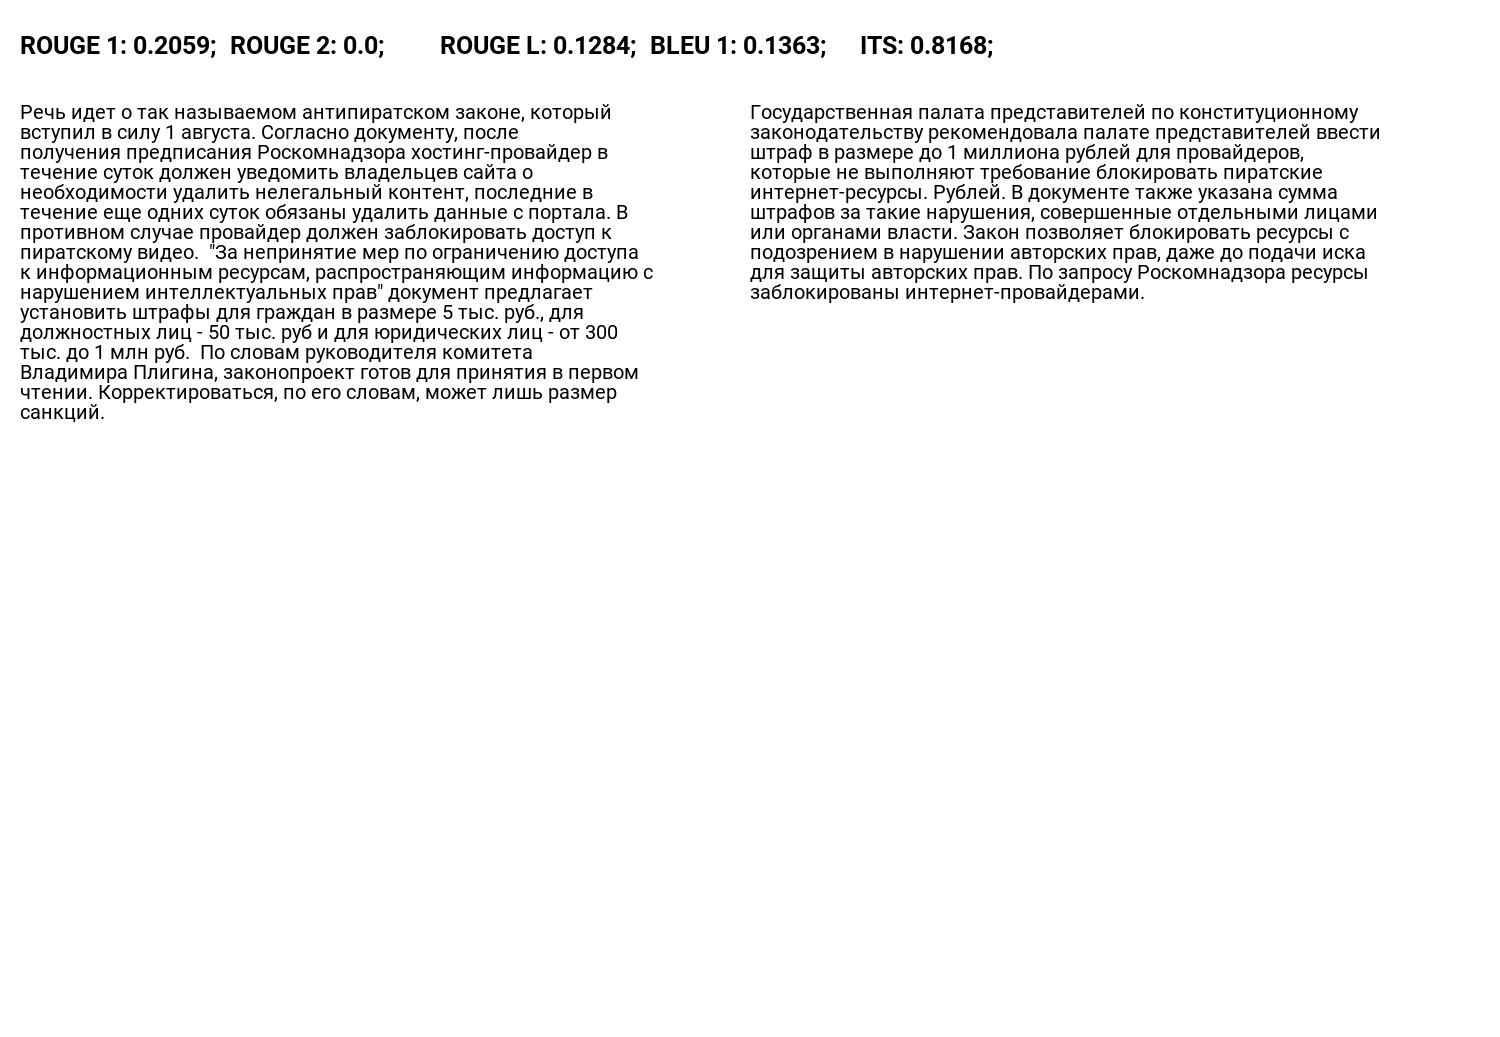 ROUGE 1: 0.2059; ROUGE 2: 0.0; ROUGE L: 0.1284; BLEU 1: 0.1363; ITS: 0.8168;
Речь идет о так называемом антипиратском законе, который
вступил в силу 1 августа. Согласно документу, после
получения предписания Роскомнадзора хостинг-провайдер в
течение суток должен уведомить владельцев сайта о
необходимости удалить нелегальный контент, последние в
течение еще одних суток обязаны удалить данные с портала. В
противном случае провайдер должен заблокировать доступ к
пиратскому видео.  "За непринятие мер по ограничению доступа
к информационным ресурсам, распространяющим информацию с
нарушением интеллектуальных прав" документ предлагает
установить штрафы для граждан в размере 5 тыс. руб., для
должностных лиц - 50 тыс. руб и для юридических лиц - от 300
тыс. до 1 млн руб.  По словам руководителя комитета
Владимира Плигина, законопроект готов для принятия в первом
чтении. Корректироваться, по его словам, может лишь размер
санкций.
Государственная палата представителей по конституционному
законодательству рекомендовала палате представителей ввести
штраф в размере до 1 миллиона рублей для провайдеров,
которые не выполняют требование блокировать пиратские
интернет-ресурсы. Рублей. В документе также указана сумма
штрафов за такие нарушения, совершенные отдельными лицами
или органами власти. Закон позволяет блокировать ресурсы с
подозрением в нарушении авторских прав, даже до подачи иска
для защиты авторских прав. По запросу Роскомнадзора ресурсы
заблокированы интернет-провайдерами.